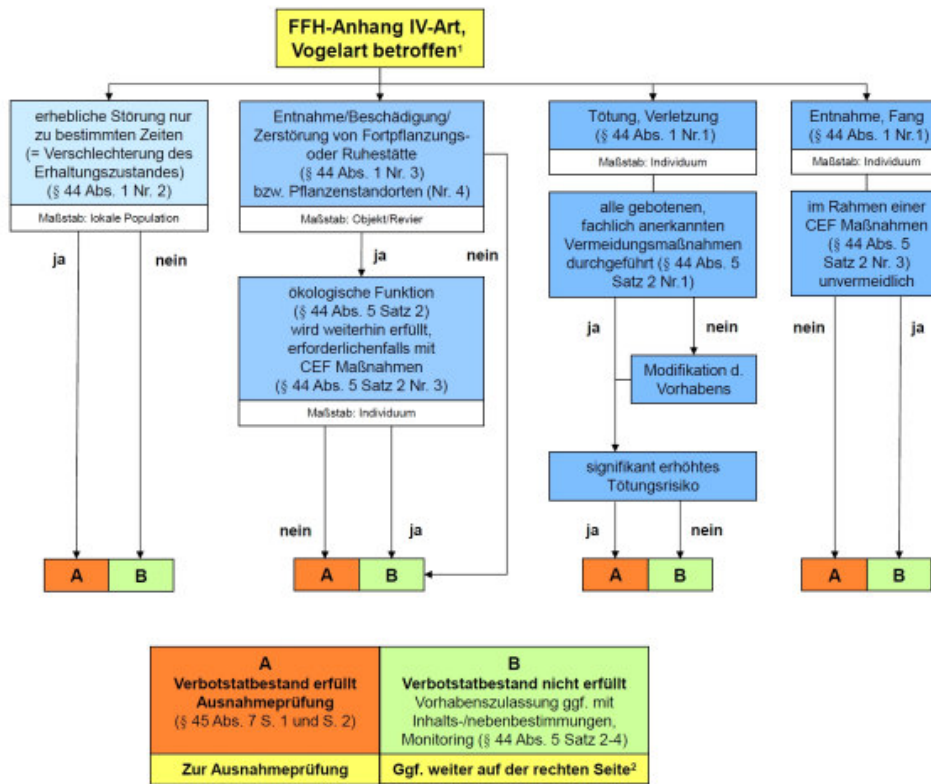 FFH-Anhang IV-Art,
Vogelart betroffen¹
erhebliche Störung nur
zu bestimmten Zeiten
(= Verschlechterung des
Erhaltungszustandes)
(§ 44 Abs. 1 Nr. 2)
Maßstab: lokale Population
ja
nein
A
B
Entnahme/Beschädigung/
Zerstörung von Fortpflanzungs-
oder Ruhestätte
(§ 44 Abs. 1 Nr. 3)
bzw. Pflanzenstandorten (Nr. 4)
Maßstab: Objekt/Revier
ja
nein
ökologische Funktion
(§ 44 Abs. 5 Satz 2)
wird weiterhin erfüllt,
erforderlichenfalls mit
CEF Maßnahmen
(§ 44 Abs. 5 Satz 2 Nr. 3)
Maßstab: Individuum
nein
ja
A
B
Tötung, Verletzung
(§ 44 Abs. 1 Nr.1)
Maßstab: Individuum
alle gebotenen,
fachlich anerkannten
Vermeidungsmaßnahmen
durchgeführt (§ 44 Abs. 5
Satz 2 Nr.1)
ja
nein
Modifikation d.
Vorhabens
signifikant erhöhtes
Tötungsrisiko
ja
nein
A
B
Entnahme, Fang
(§ 44 Abs. 1 Nr.1)
Maßstab: Individuum
im Rahmen einer
CEF Maßnahmen
(§ 44 Abs. 5
Satz 2 Nr. 3)
unvermeidlich
nein
ja
A
B
A
Verbotstatbestand erfüllt
Ausnahmeprüfung
(§ 45 Abs. 7 S. 1 und S. 2)
Zur Ausnahmeprüfung
B
Verbotstatbestand nicht erfüllt
Vorhabenszulassung ggf. mit
Inhalts-/nebenbestimmungen,
Monitoring (§ 44 Abs. 5 Satz 2-4)
Ggf. weiter auf der rechten Seite²